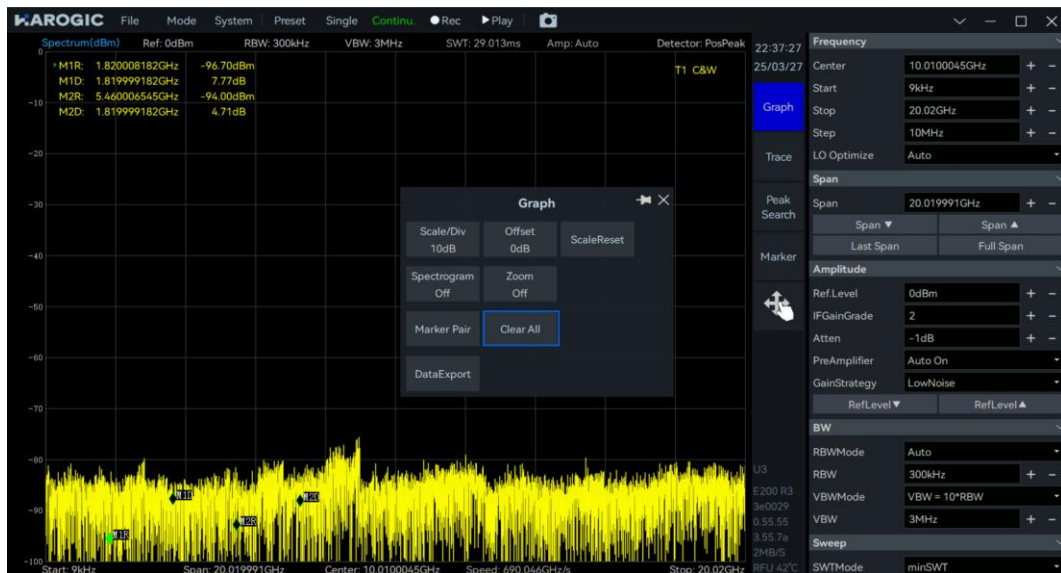 HAROGIC File Mode System Preset Single Continu. Rec Play
Spectrum(dBm) Ref: 0dBm RBW: 300kHz VBW: 3MHz SWT: 29.013ms Amp: Auto Detector: PosPeak
M1R: 1.820008182GHz -96.70dBm
M1D: 1.819999182GHz 7.77dB
M2R: 5.460006545GHz -94.00dBm
M2D: 1.819999182GHz 4.71dB
T1 C&W
0
-10
-20
-30
-40
-50
-60
-70
-80
-90
-100
M1R
M1D
M2R
M2D
Start: 9kHz Span: 20.019991GHz Center: 10.0100045GHz Speed: 690.046GHz/s Stop: 20.02GHz
Graph
Scale/Div
10dB
Offset
0dB
ScaleReset
Spectrogram
Off
Zoom
Off
Marker Pair
Clear All
DataExport
22:37:27
25/03/27
Graph
Trace
Peak
Search
Marker
U3
E200 R3
3e0029
0.55.55
3.55.7a
2MB/S
RFU 42°C
Frequency
Center 10.0100045GHz + -
Start 9kHz + -
Stop 20.02GHz + -
Step 10MHz + -
LO Optimize Auto
Span
Span 20.019991GHz + -
Span ▼ Span ▲
Last Span Full Span
Amplitude
Ref.Level 0dBm + -
IFGainGrade 2 + -
Atten -1dB + -
PreAmplifier Auto On
GainStrategy LowNoise
RefLevel▼ RefLevel▲
BW
RBWMode Auto
RBW 300kHz + -
VBWMode VBW = 10*RBW
VBW 3MHz + -
Sweep
SWTMode minSWT